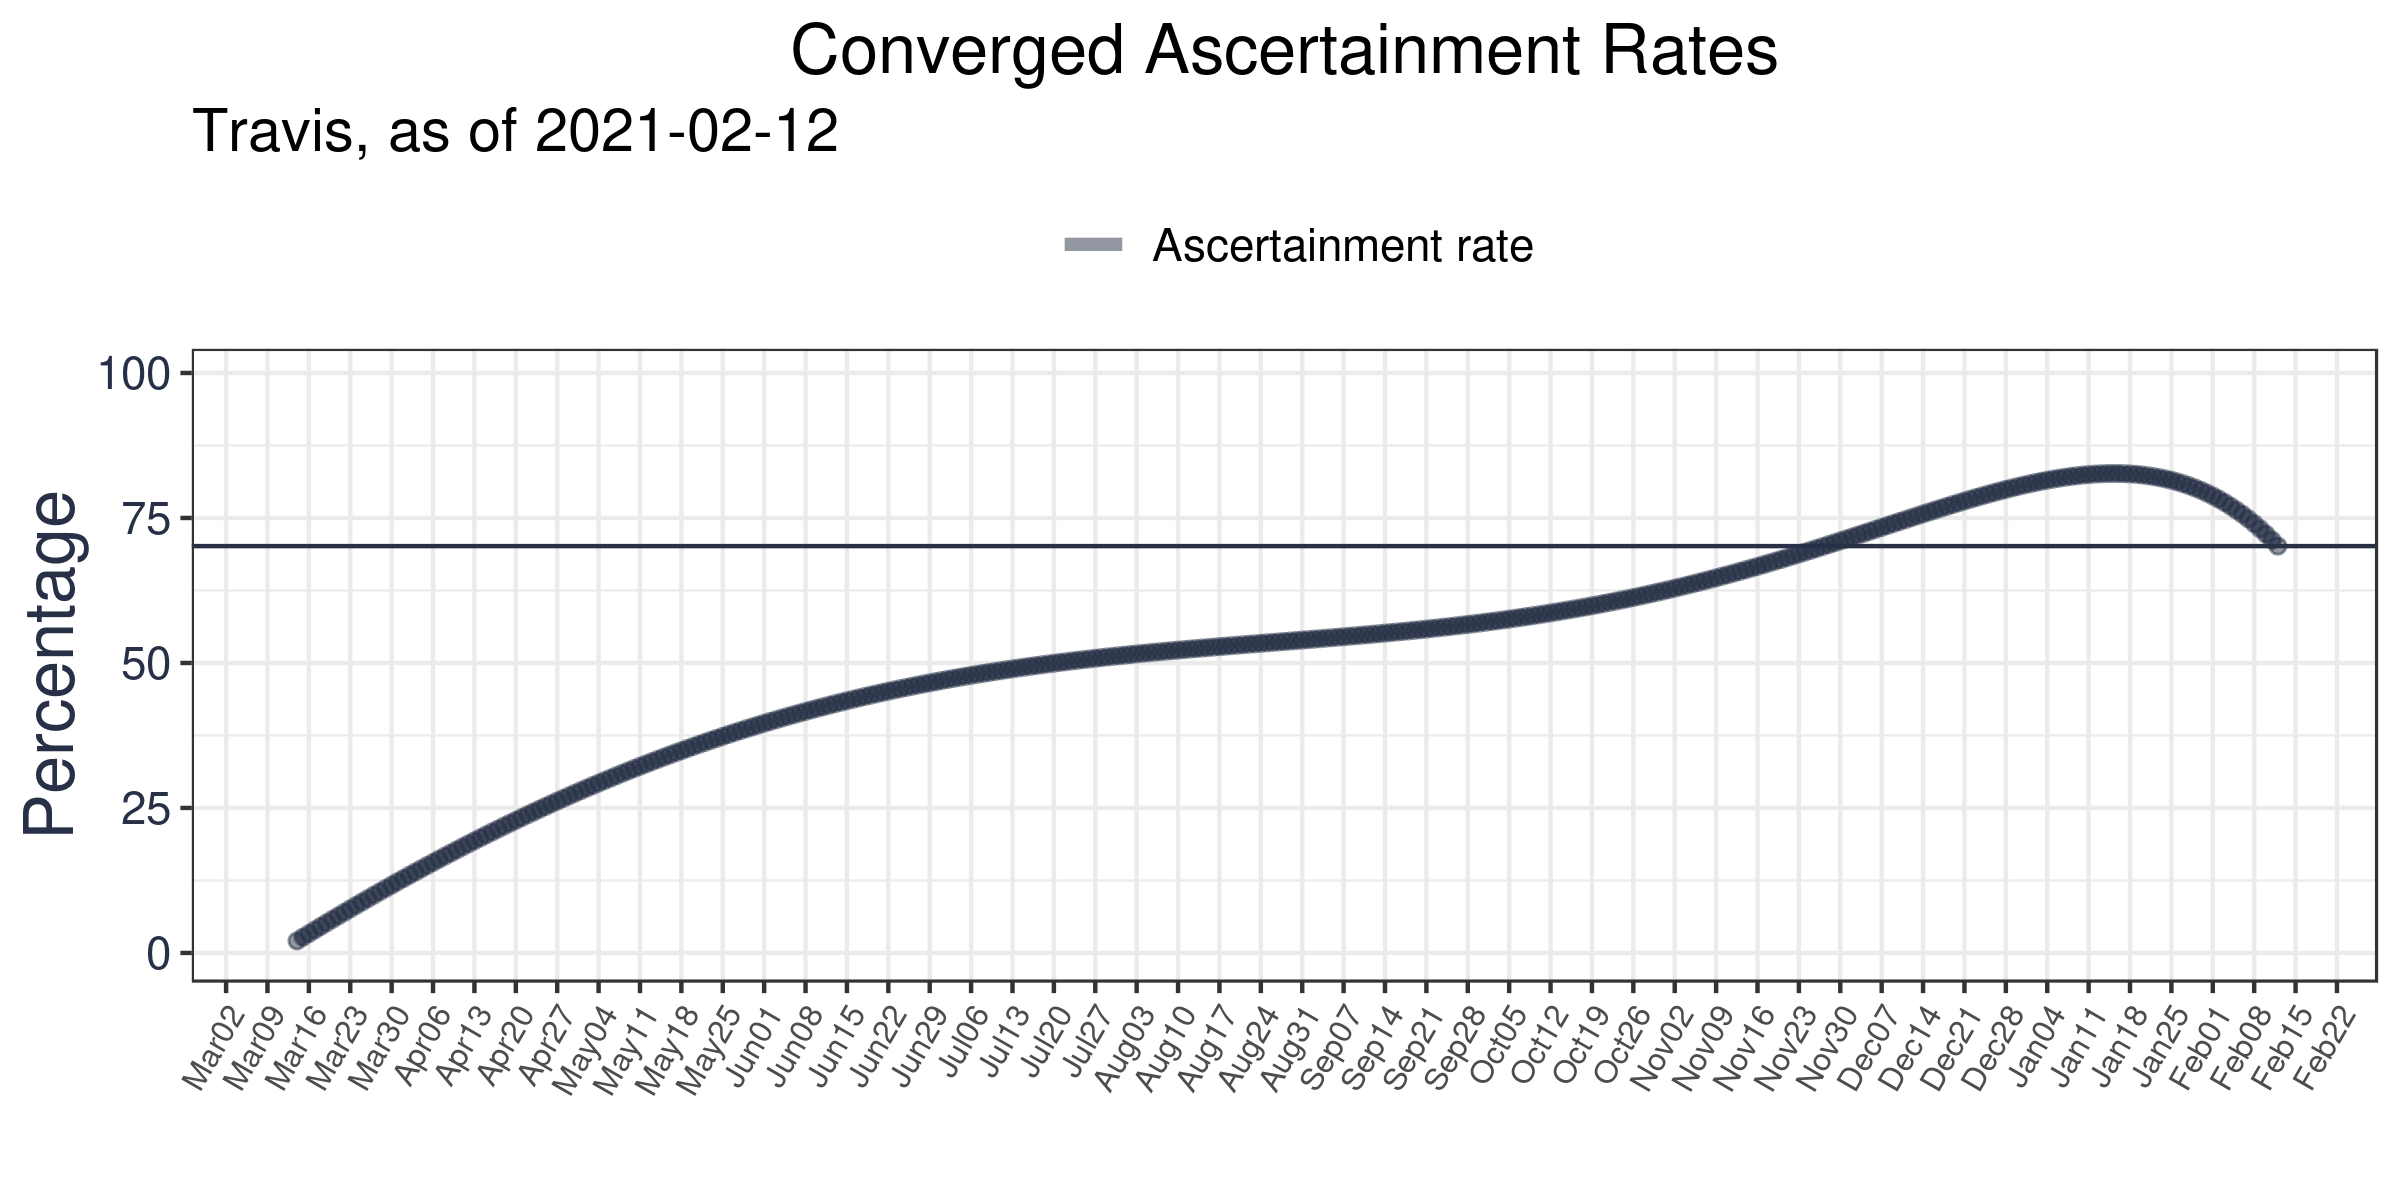 Converged Ascertainment Rates
Travis, as of 2021-02-12
Ascertainment rate
Percentage
100
75
50
25
0
Mar02
Mar09
Mar16
Mar23
Mar30
Apr06
Apr13
Apr20
Apr27
May04
May11
May18
May25
Jun01
Jun08
Jun15
Jun22
Jun29
Jul06
Jul13
Jul20
Jul27
Aug03
Aug10
Aug17
Aug24
Aug31
Sep07
Sep14
Sep21
Sep28
Oct05
Oct12
Oct19
Oct26
Nov02
Nov09
Nov16
Nov23
Nov30
Dec07
Dec14
Dec21
Dec28
Jan04
Jan11
Jan18
Jan25
Feb01
Feb08
Feb15
Feb22